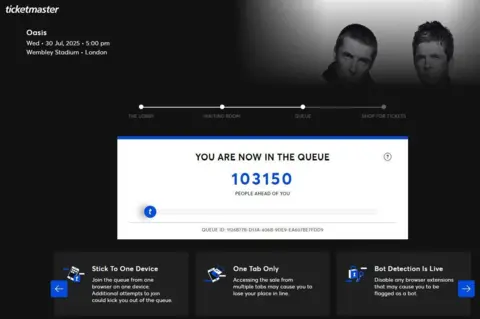 ticketmaster
Oasis
Wed • 30 Jul, 2025 • 5:00 pm
Wembley Stadium • London
THE LOBBY
WAITING ROOM
QUEUE
SHOP FOR TICKETS
YOU ARE NOW IN THE QUEUE
?
103150
PEOPLE AHEAD OF YOU
t
QUEUE ID:
Stick To One Device
Join the queue from one
browser on one device.
Additional attempts to join
could kick you out of the queue.
One Tab Only
Accessing the sale from
multiple tabs may cause you to
lose your place in line.
Bot Detection Is Live
Disable any browser extensions
that may cause you to be
flagged as a bot.